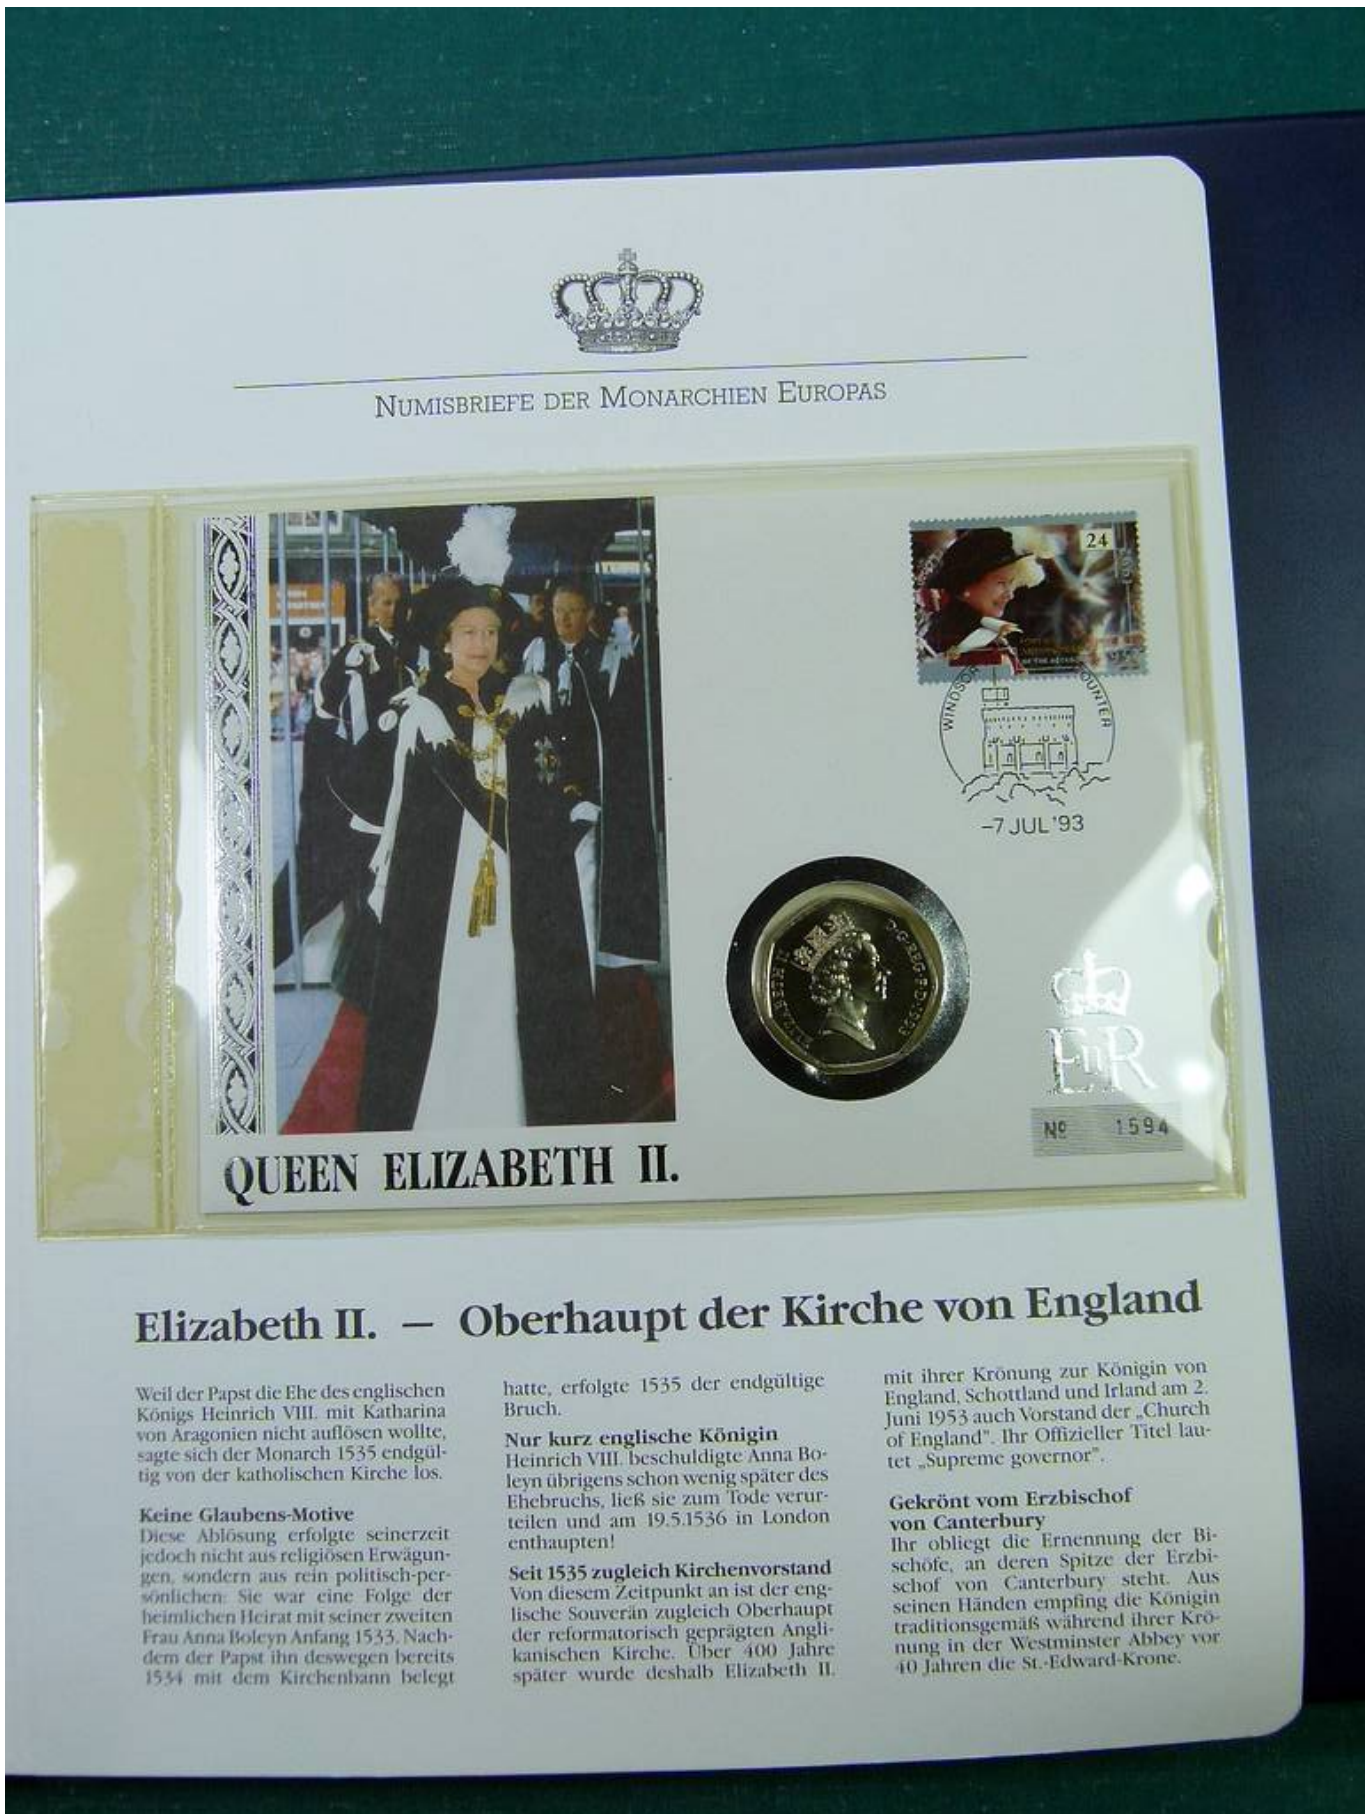 NUMISBRIEFE DER MONARCHIEN EUROPAS
24
WINDSOR
COUNTER
-7 JUL '93
ELIZABETH II
D·G·REG·F·D·1993
EIIR
Nº 1594
QUEEN ELIZABETH II.
Elizabeth II. – Oberhaupt der Kirche von England
Weil der Papst die Ehe des englischen
Königs Heinrich VIII. mit Katharina
von Aragonien nicht auflösen wollte,
sagte sich der Monarch 1535 endgül-
tig von der katholischen Kirche los.
Keine Glaubens-Motive
Diese Ablösung erfolgte seinerzeit
jedoch nicht aus religiösen Erwägun-
gen, sondern aus rein politisch-per-
sönlichen: Sie war eine Folge der
heimlichen Heirat mit seiner zweiten
Frau Anna Boleyn Anfang 1533. Nach-
dem der Papst ihn deswegen bereits
1534 mit dem Kirchenbann belegt
hatte, erfolgte 1535 der endgültige
Bruch.
Nur kurz englische Königin
Heinrich VIII. beschuldigte Anna Bo-
leyn übrigens schon wenig später des
Ehebruchs, ließ sie zum Tode verur-
teilen und am 19.5.1536 in London
enthaupten!
Seit 1535 zugleich Kirchenvorstand
Von diesem Zeitpunkt an ist der eng-
lische Souverän zugleich Oberhaupt
der reformatorisch geprägten Angli-
kanischen Kirche. Über 400 Jahre
später wurde deshalb Elizabeth II.
mit ihrer Krönung zur Königin von
England, Schottland und Irland am 2.
Juni 1953 auch Vorstand der „Church
of England". Ihr Offizieller Titel lau-
tet „Supreme governor".
Gekrönt vom Erzbischof
von Canterbury
Ihr obliegt die Ernennung der Bi-
schöfe, an deren Spitze der Erzbi-
schof von Canterbury steht. Aus
seinen Händen empfing die Königin
traditionsgemäß während ihrer Krö-
nung in der Westminster Abbey vor
40 Jahren die St.-Edward-Krone.